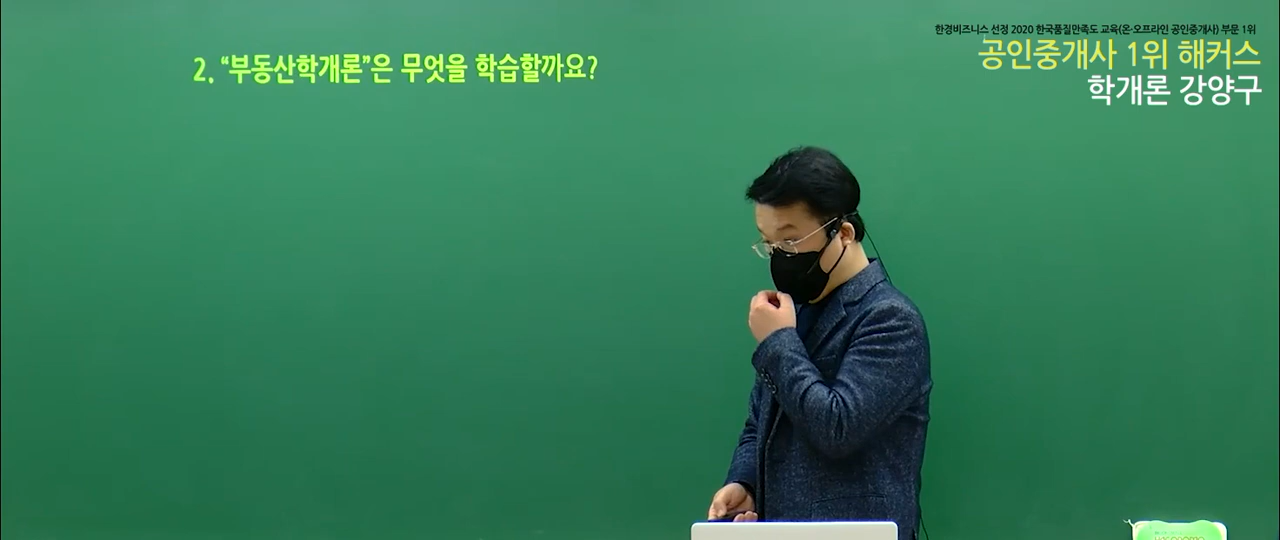 한경비즈니스 선정 2020 한국품질만족도 교육(온·오프라인 공인중개사) 부문 1위
공인중개사 1위 해커스
학개론 강양구
2. “부동산학개론”은 무엇을 학습할까요?